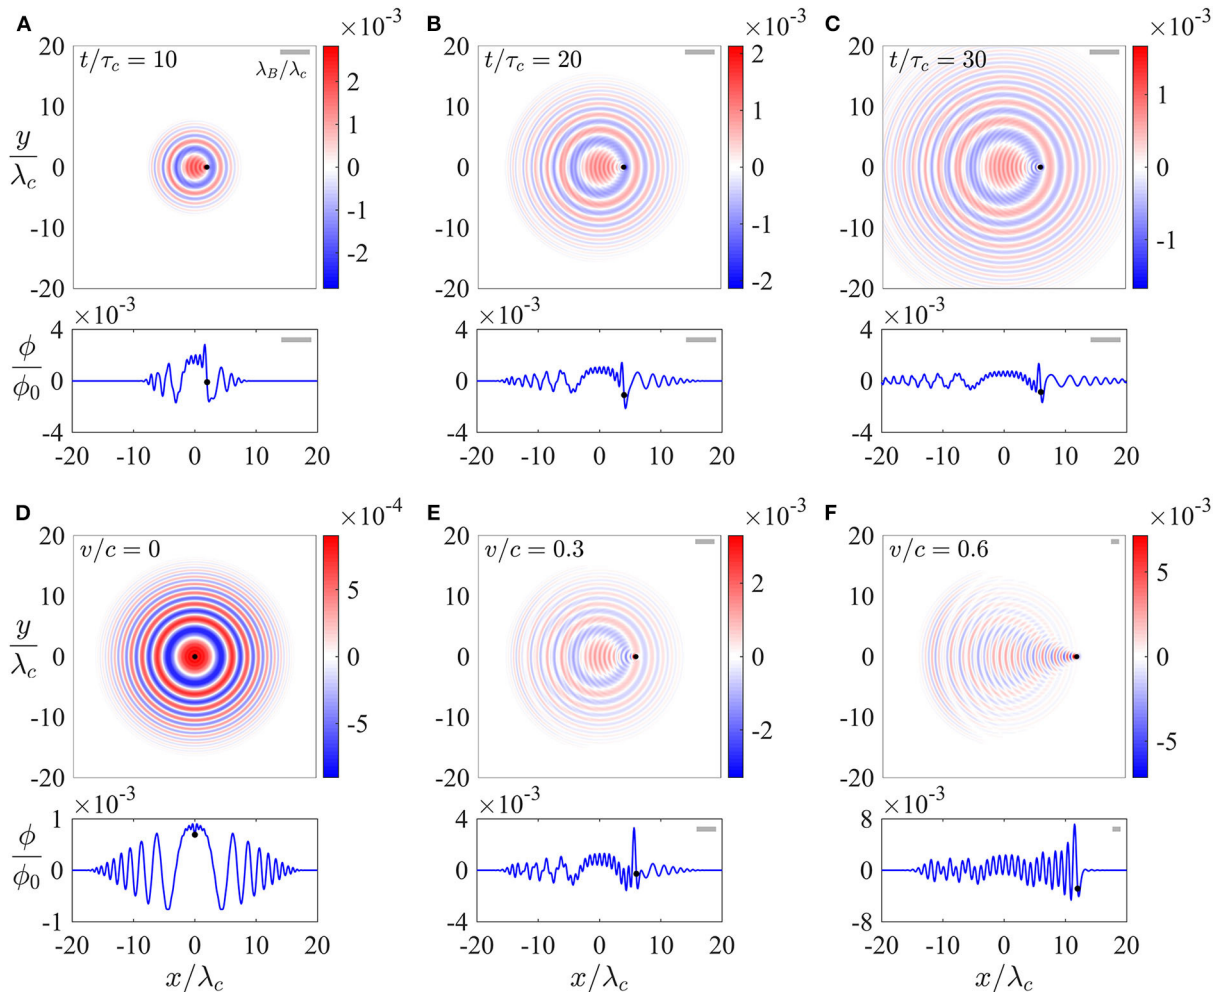 A ×10⁻³ B ×10⁻³ C ×10⁻³
20 t/τc = 10 λB/λc 2 20 t/τc = 20 2 20 t/τc = 30
10 1 10 1 10 1
y/λc 0 0 0 0 0 0
-10 -1 -10 -1 -10 -1
-20 -2 -20 -2 -20
×10⁻³ ×10⁻³ ×10⁻³
4 4 4
ϕ/ϕ0 0 0 0
-4 -4 -4
-20 -10 0 10 20 -20 -10 0 10 20 -20 -10 0 10 20
D ×10⁻⁴ E ×10⁻³ F ×10⁻³
20 v/c = 0 20 v/c = 0.3 20 v/c = 0.6
10 5 10 2 10 5
y/λc 0 0 0 0 0 0
-10 -5 -10 -2 -10 -5
-20 -20 -20
×10⁻³ ×10⁻³ ×10⁻³
1 4 8
ϕ/ϕ0 0 0 0
-1 -4 -8
-20 -10 0 10 20 -20 -10 0 10 20 -20 -10 0 10 20
x/λc x/λc x/λc